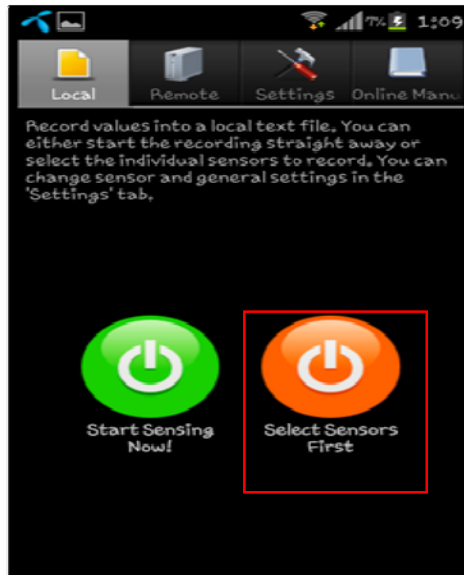 7% 1:09
Local Remote Settings Online Manu
Record values into a local text file. You can
either start the recording straight away or
select the individual sensors to record. You can
change sensor and general settings in the
'Settings' tab.
Start Sensing
Now!
Select Sensors
First